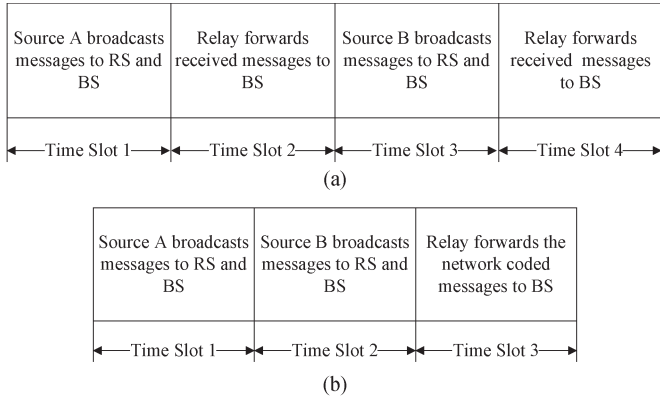 Source A broadcasts
messages to RS and
BS
Relay forwards
received messages to
BS
Source B broadcasts
messages to RS and
BS
Relay forwards
received messages
to BS
Time Slot 1
Time Slot 2
Time Slot 3
Time Slot 4
(a)
Source A broadcasts
messages to RS and
BS
Source B broadcasts
messages to RS and
BS
Relay forwards the
network coded
messages to BS
Time Slot 1
Time Slot 2
Time Slot 3
(b)